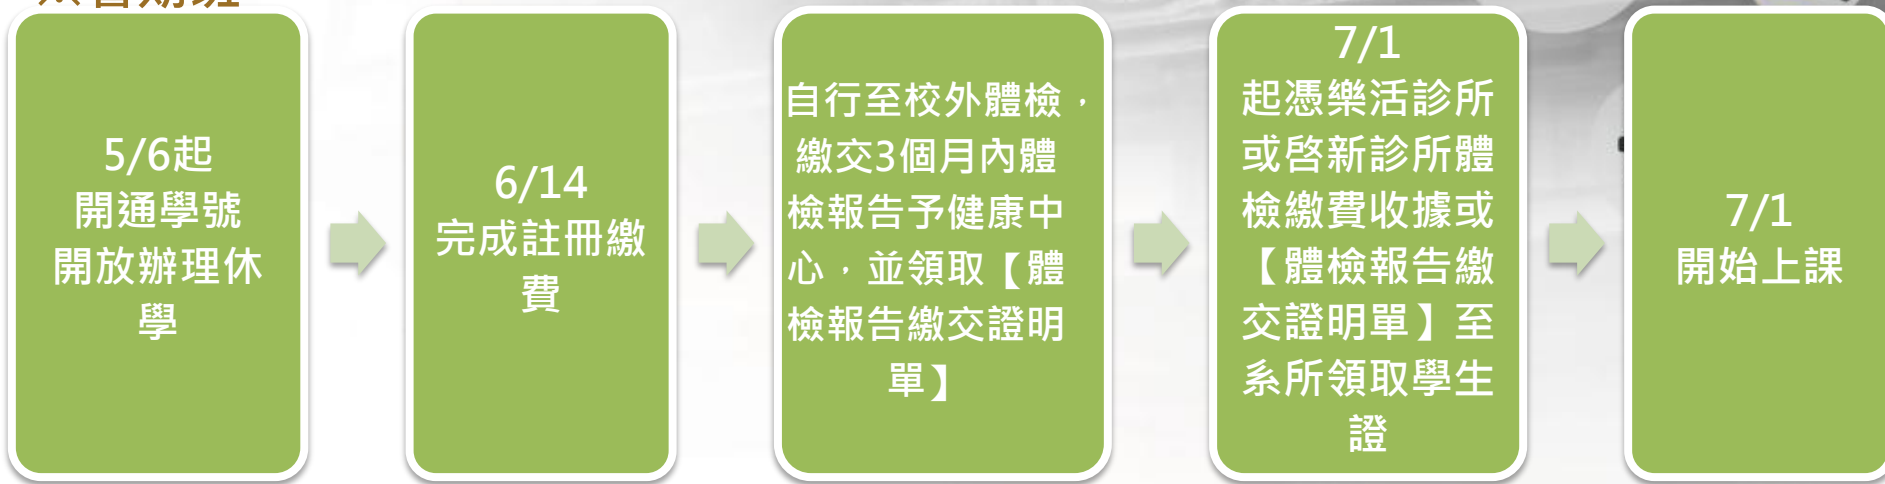 ※暑期班
5/6起
開通學號
開放辦理休
學
6/14
完成註冊繳
費
自行至校外體檢，
繳交3個月內體
檢報告予健康中
心，並領取【體
檢報告繳交證明
單】
7/1
起憑樂活診所
或啓新診所體
檢繳費收據或
【體檢報告繳
交證明單】至
系所領取學生
證
7/1
開始上課